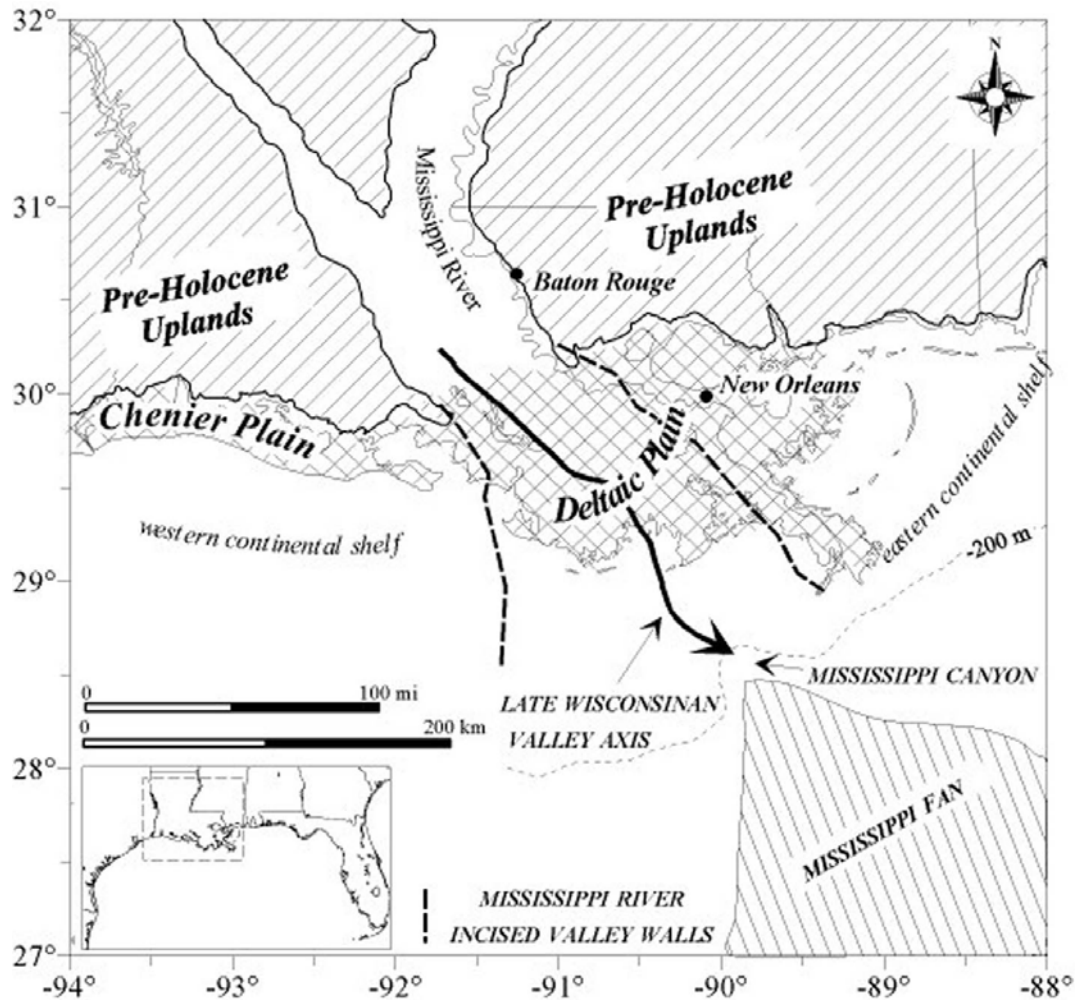 32°
31°
30°
29°
28°
27°
-94°
-93°
-92°
-91°
-90°
-89°
-88°
N
Mississippi River
Pre-Holocene
Uplands
Baton Rouge
Pre-Holocene
Uplands
New Orleans
Chenier Plain
Deltaic Plain
western continental shelf
eastern continental shelf
-200 m
MISSISSIPPI CANYON
LATE WISCONSINAN
VALLEY AXIS
0 100 mi
0 200 km
MISSISSIPPI FAN
MISSISSIPPI RIVER
INCISED VALLEY WALLS